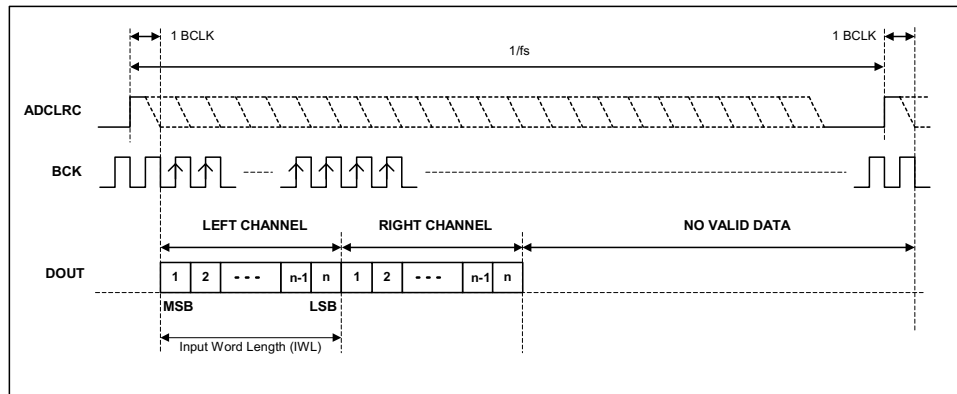 1 BCLK 1 BCLK
1/fs
ADCLRC
BCK
LEFT CHANNEL RIGHT CHANNEL NO VALID DATA
DOUT 1 2 - - - n-1 n 1 2 - - - n-1 n
MSB LSB
Input Word Length (IWL)